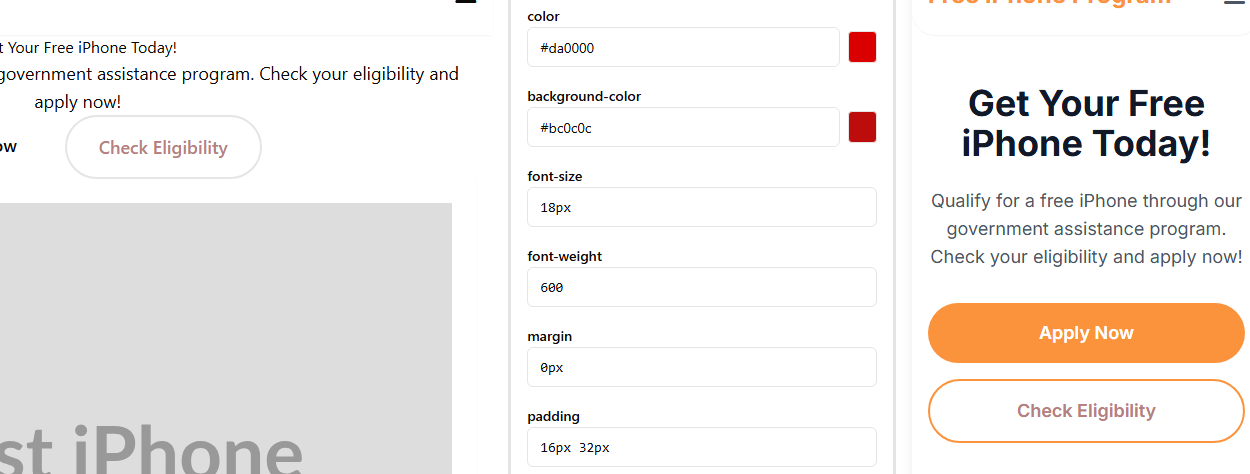 t Your Free iPhone Today!
government assistance program. Check your eligibility and
apply now!
ow
Check Eligibility
st iPhone
color
#da0000
background-color
#bc0c0c
font-size
18px
font-weight
600
margin
0px
padding
16px 32px
Free iPhone Program
Get Your Free
iPhone Today!
Qualify for a free iPhone through our
government assistance program.
Check your eligibility and apply now!
Apply Now
Check Eligibility